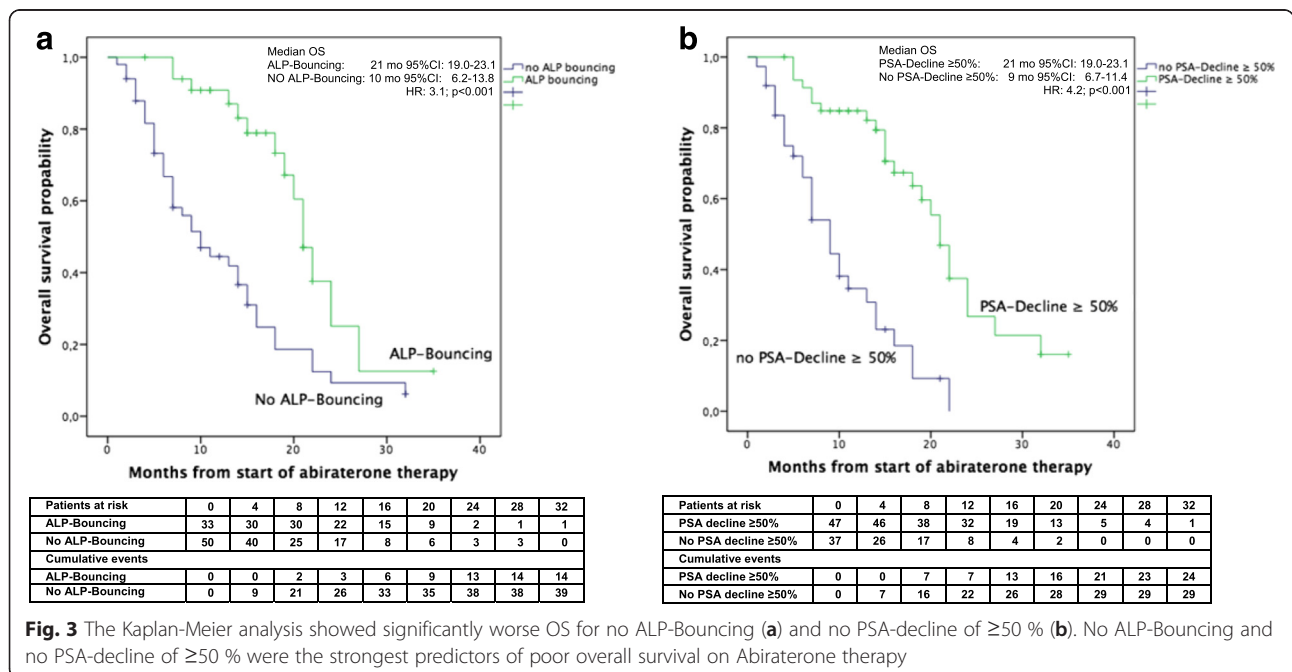 a
Median OS
ALP-Bouncing: 21 mo 95%CI: 19.0-23.1
NO ALP-Bouncing: 10 mo 95%CI: 6.2-13.8
HR: 3.1; p<0.001
no ALP bouncing
ALP bouncing
Overall survival propability
1,0
0,8
0,6
0,4
0,2
0,0
ALP-Bouncing
No ALP-Bouncing
0 10 20 30 40
Months from start of abiraterone therapy
Patients at risk 0 4 8 12 16 20 24 28 32
ALP-Bouncing 33 30 30 22 15 9 2 1 1
No ALP-Bouncing 50 40 25 17 8 6 3 3 0
Cumulative events
ALP-Bouncing 0 0 2 3 6 9 13 14 14
No ALP-Bouncing 0 9 21 26 33 35 38 38 39
b
Median OS
PSA-Decline ≥50%: 21 mo 95%CI: 19.0-23.1
No PSA-Decline ≥50%: 9 mo 95%CI: 6.7-11.4
HR: 4.2; p<0.001
no PSA-Decline ≥ 50%
PSA-Decline ≥ 50%
Overall survival propability
1,0
0,8
0,6
0,4
0,2
0,0
PSA-Decline ≥ 50%
no PSA-Decline ≥ 50%
0 10 20 30 40
Months from start of abiraterone therapy
Patients at risk 0 4 8 12 16 20 24 28 32
PSA decline ≥50% 47 46 38 32 19 13 5 4 1
No PSA decline ≥50% 37 26 17 8 4 2 0 0 0
Cumulative events
PSA decline ≥50% 0 0 7 7 13 16 21 23 24
No PSA decline ≥50% 0 7 16 22 26 28 29 29 29
Fig. 3 The Kaplan-Meier analysis showed significantly worse OS for no ALP-Bouncing (a) and no PSA-decline of ≥50 % (b). No ALP-Bouncing and
no PSA-decline of ≥50 % were the strongest predictors of poor overall survival on Abiraterone therapy